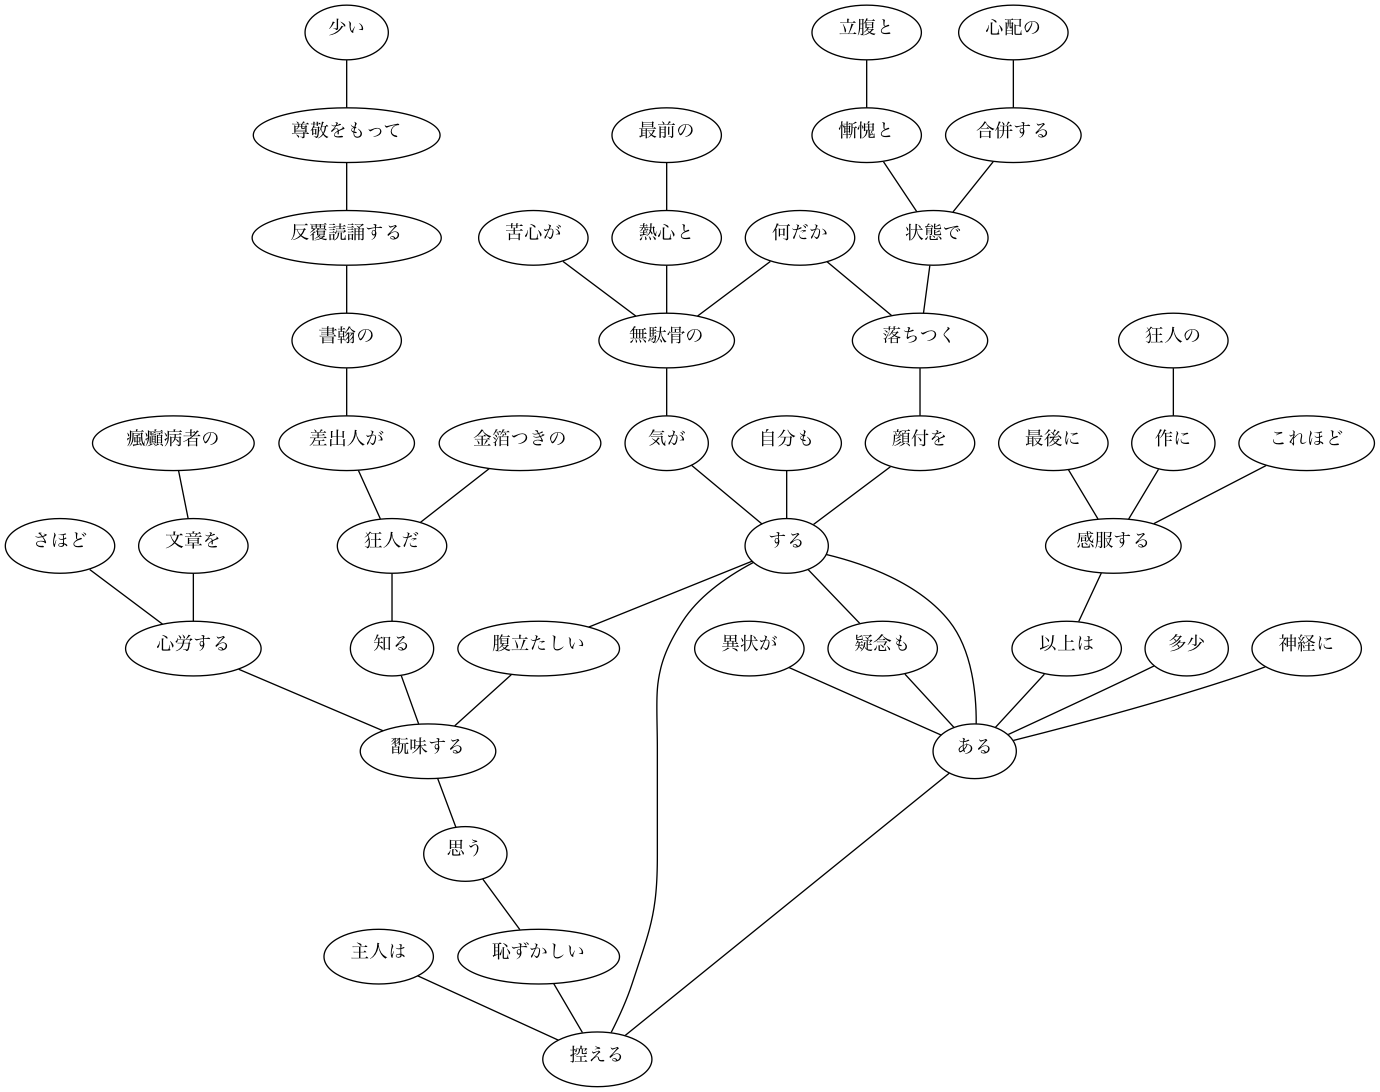 少い
立腹と
心配の
尊敬をもって
最前の
慚愧と
合併する
反覆読誦する
苦心が
熱心と
何だか
状態で
書翰の
無駄骨の
落ちつく
狂人の
瘋癲病者の
差出人が
金箔つきの
気が
自分も
顔付を
最後に
作に
これほど
さほど
文章を
狂人だ
する
感服する
心労する
知る
腹立たしい
異状が
疑念も
以上は
多少
神経に
翫味する
ある
思う
主人は
恥ずかしい
控える